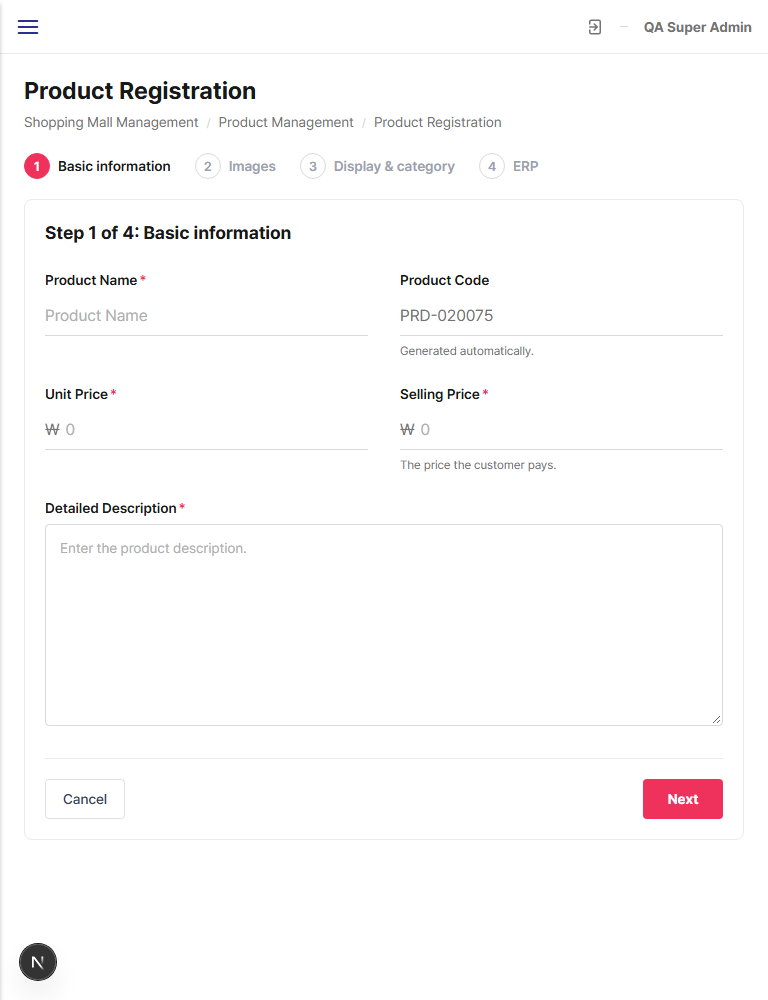 QA Super Admin
Product Registration
Shopping Mall Management / Product Management / Product Registration
1 Basic information 2 Images 3 Display & category 4 ERP
Step 1 of 4: Basic information
Product Name *
Product Name
Product Code
PRD-020075
Generated automatically.
Unit Price *
₩ 0
Selling Price *
₩ 0
The price the customer pays.
Detailed Description *
Enter the product description.
Cancel
Next
N